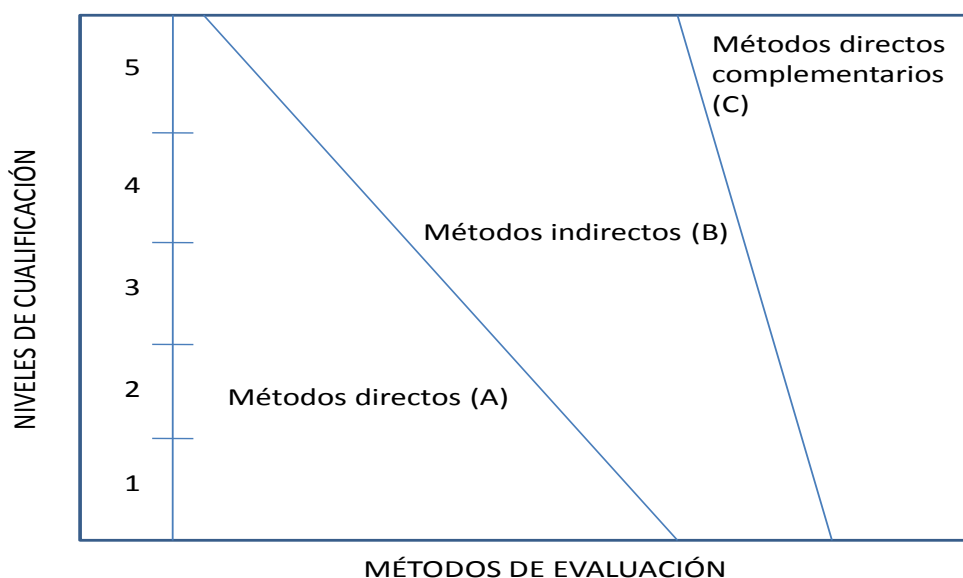 NIVELES DE CUALIFICACIÓN
5
4
3
2
1
Métodos directos
complementarios
(C)
Métodos indirectos (B)
Métodos directos (A)
MÉTODOS DE EVALUACIÓN